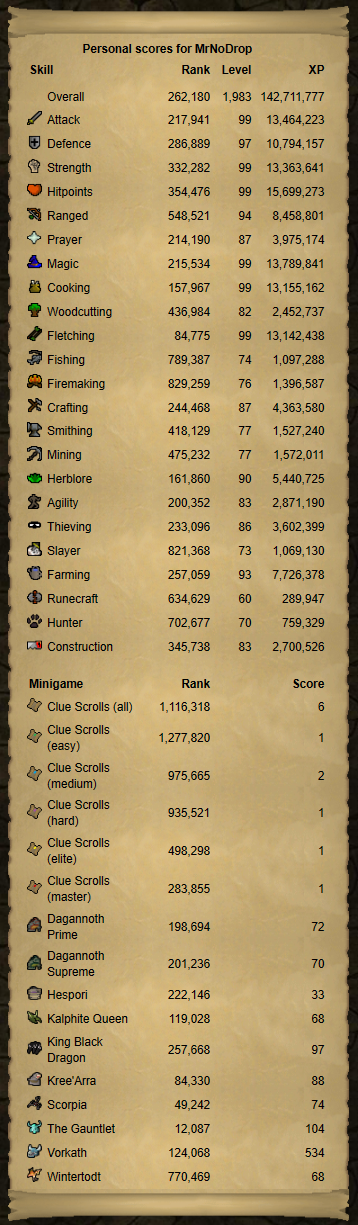 Personal scores for MrNoDrop
Skill Rank Level XP
Overall 262,180 1,983 142,711,777
Attack 217,941 99 13,464,223
Defence 286,889 97 10,794,157
Strength 332,282 99 13,363,641
Hitpoints 354,476 99 15,699,273
Ranged 548,521 94 8,458,801
Prayer 214,190 87 3,975,174
Magic 215,534 99 13,789,841
Cooking 157,967 99 13,155,162
Woodcutting 436,984 82 2,452,737
Fletching 84,775 99 13,142,438
Fishing 789,387 74 1,097,288
Firemaking 829,259 76 1,396,587
Crafting 244,468 87 4,363,580
Smithing 418,129 77 1,527,240
Mining 475,232 77 1,572,011
Herblore 161,860 90 5,440,725
Agility 200,352 83 2,871,190
Thieving 233,096 86 3,602,399
Slayer 821,368 73 1,069,130
Farming 257,059 93 7,726,378
Runecraft 634,629 60 289,947
Hunter 702,677 70 759,329
Construction 345,738 83 2,700,526
Minigame Rank Score
Clue Scrolls (all) 1,116,318 6
Clue Scrolls
(easy) 1,277,820 1
Clue Scrolls
(medium) 975,665 2
Clue Scrolls
(hard) 935,521 1
Clue Scrolls
(elite) 498,298 1
Clue Scrolls
(master) 283,855 1
Dagannoth
Prime 198,694 72
Dagannoth
Supreme 201,236 70
Hespori 222,146 33
Kalphite Queen 119,028 68
King Black
Dragon 257,668 97
Kree'Arra 84,330 88
Scorpia 49,242 74
The Gauntlet 12,087 104
Vorkath 124,068 534
Wintertodt 770,469 68